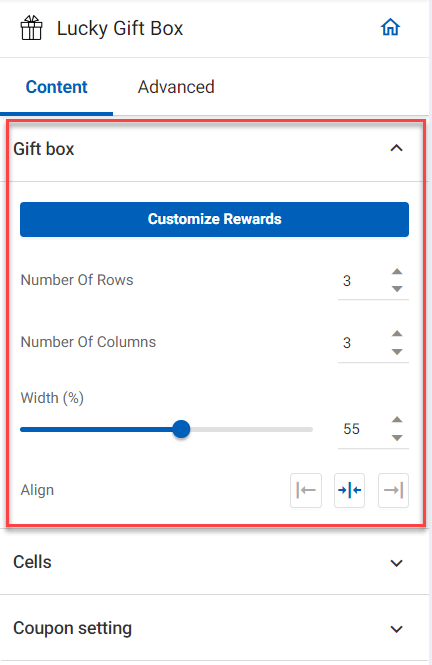 Lucky Gift Box
Content Advanced
Gift box
Customize Rewards
Number Of Rows 3
Number Of Columns 3
Width (%)
55
Align
Cells
Coupon setting